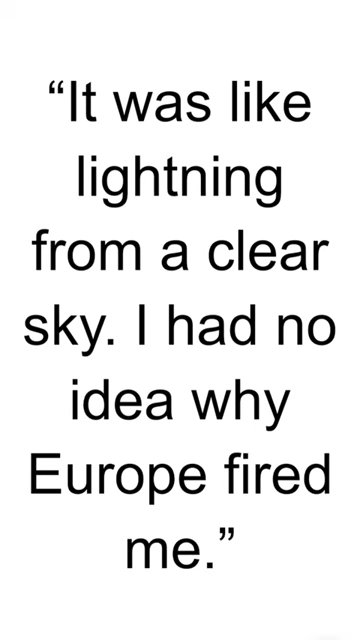 “It was like
lightning
from a clear
sky. I had no
idea why
Europe fired
me.”